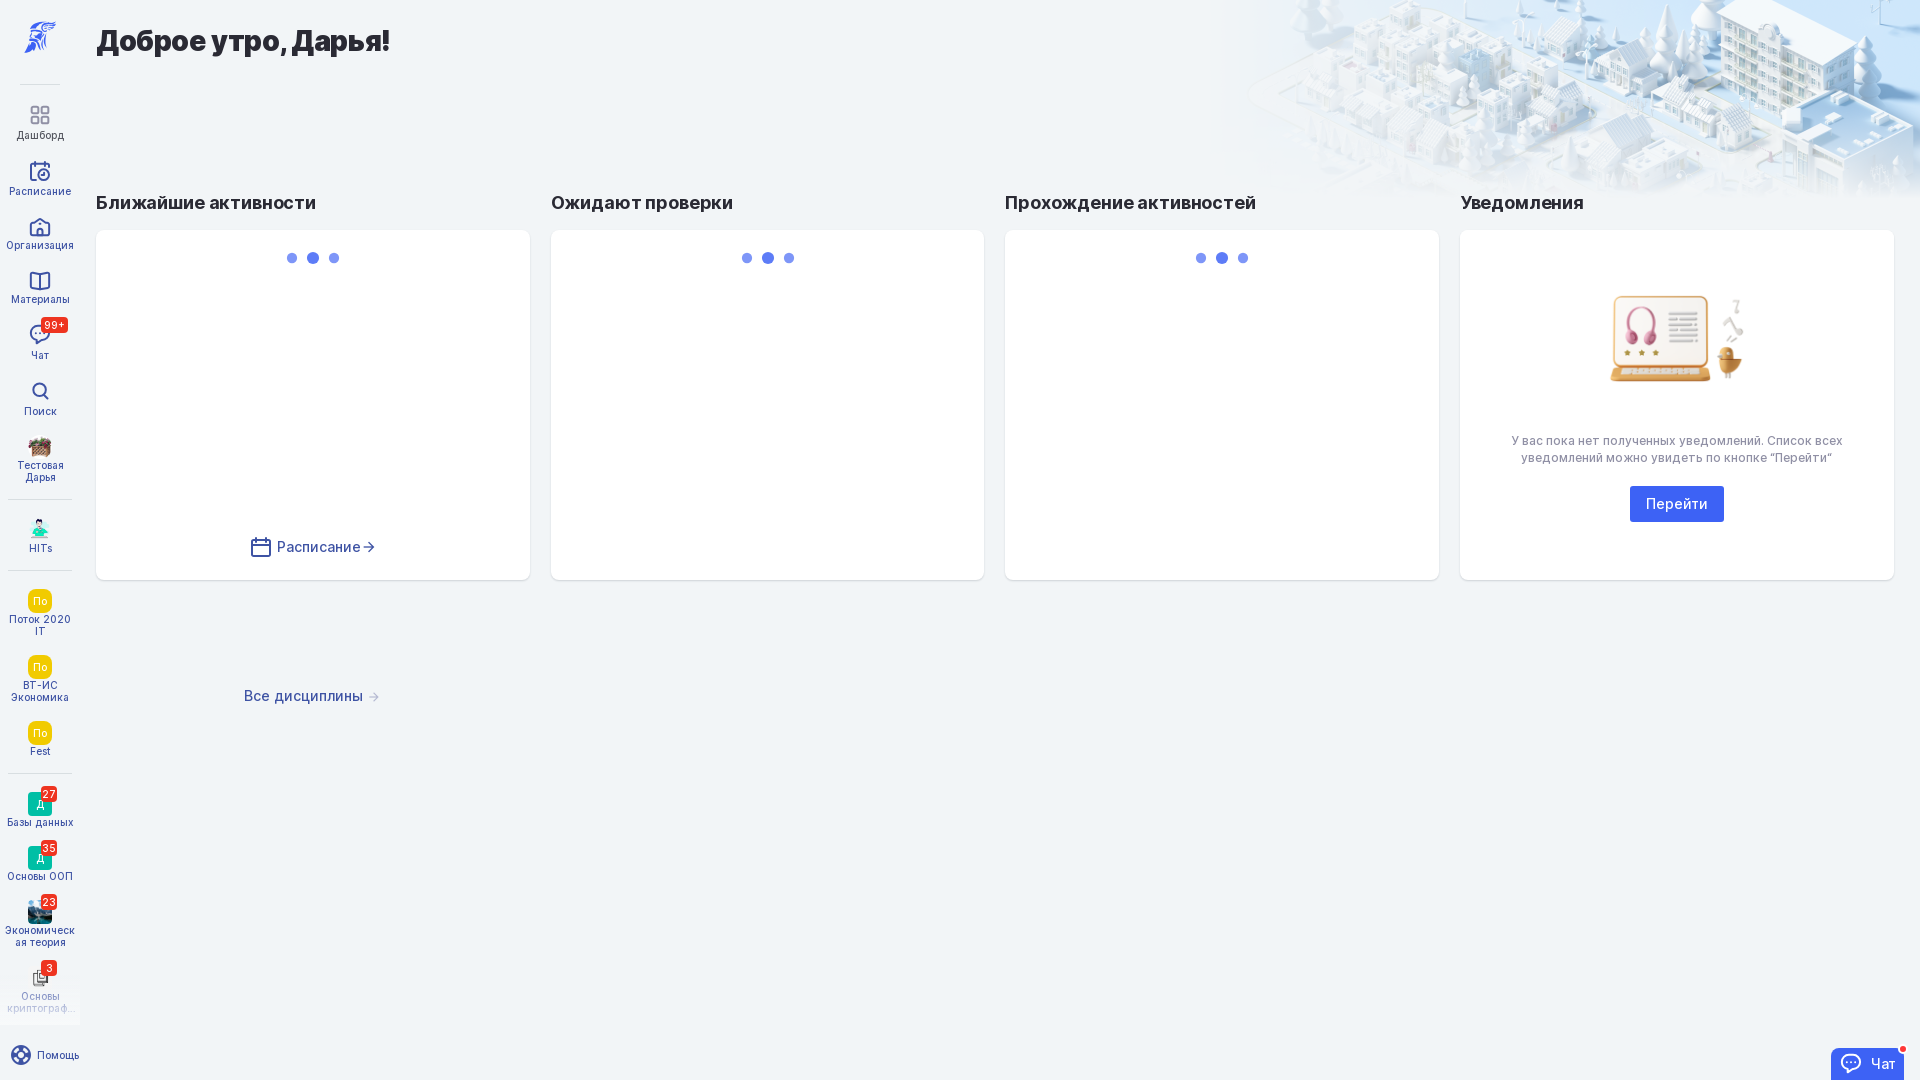 Доброе утро, Дарья!
Дашборд
Расписание
Организация
Материалы
99+
Чат
Поиск
Тестовая
Дарья
HITs
По
Поток 2020
IT
По
ВТ-ИС
Экономика
По
Fest
27
Д
Базы данных
35
Д
Основы ООП
23
Экономическ
ая теория
3
Основы
криптограф...
Помощь
Ближайшие активности
Расписание
Ожидают проверки
Прохождение активностей
Уведомления
У вас пока нет полученных уведомлений. Список всех
уведомлений можно увидеть по кнопке “Перейти“
Перейти
Все дисциплины
Чат